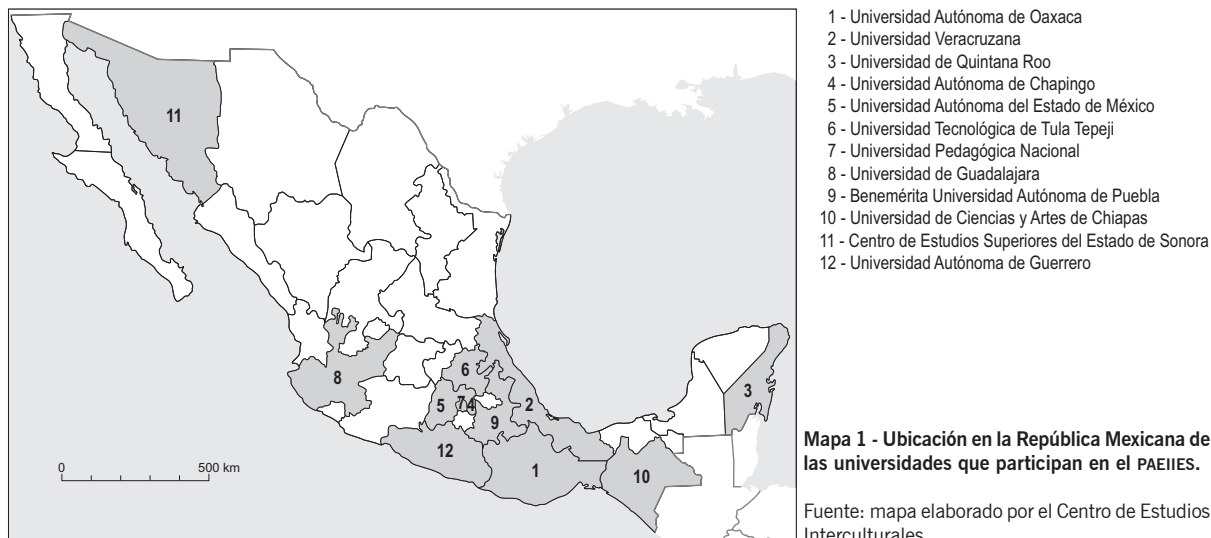 11
8
6
5
7
4
9
2
12
1
10
3
0
500 km
1 - Universidad Autónoma de Oaxaca
2 - Universidad Veracruzana
3 - Universidad de Quintana Roo
4 - Universidad Autónoma de Chapingo
5 - Universidad Autónoma del Estado de México
6 - Universidad Tecnológica de Tula Tepeji
7 - Universidad Pedagógica Nacional
8 - Universidad de Guadalajara
9 - Benemérita Universidad Autónoma de Puebla
10 - Universidad de Ciencias y Artes de Chiapas
11 - Centro de Estudios Superiores del Estado de Sonora
12 - Universidad Autónoma de Guerrero
Mapa 1 - Ubicación en la República Mexicana de
las universidades que participan en el PAEIIES.
Fuente: mapa elaborado por el Centro de Estudios
Interculturales